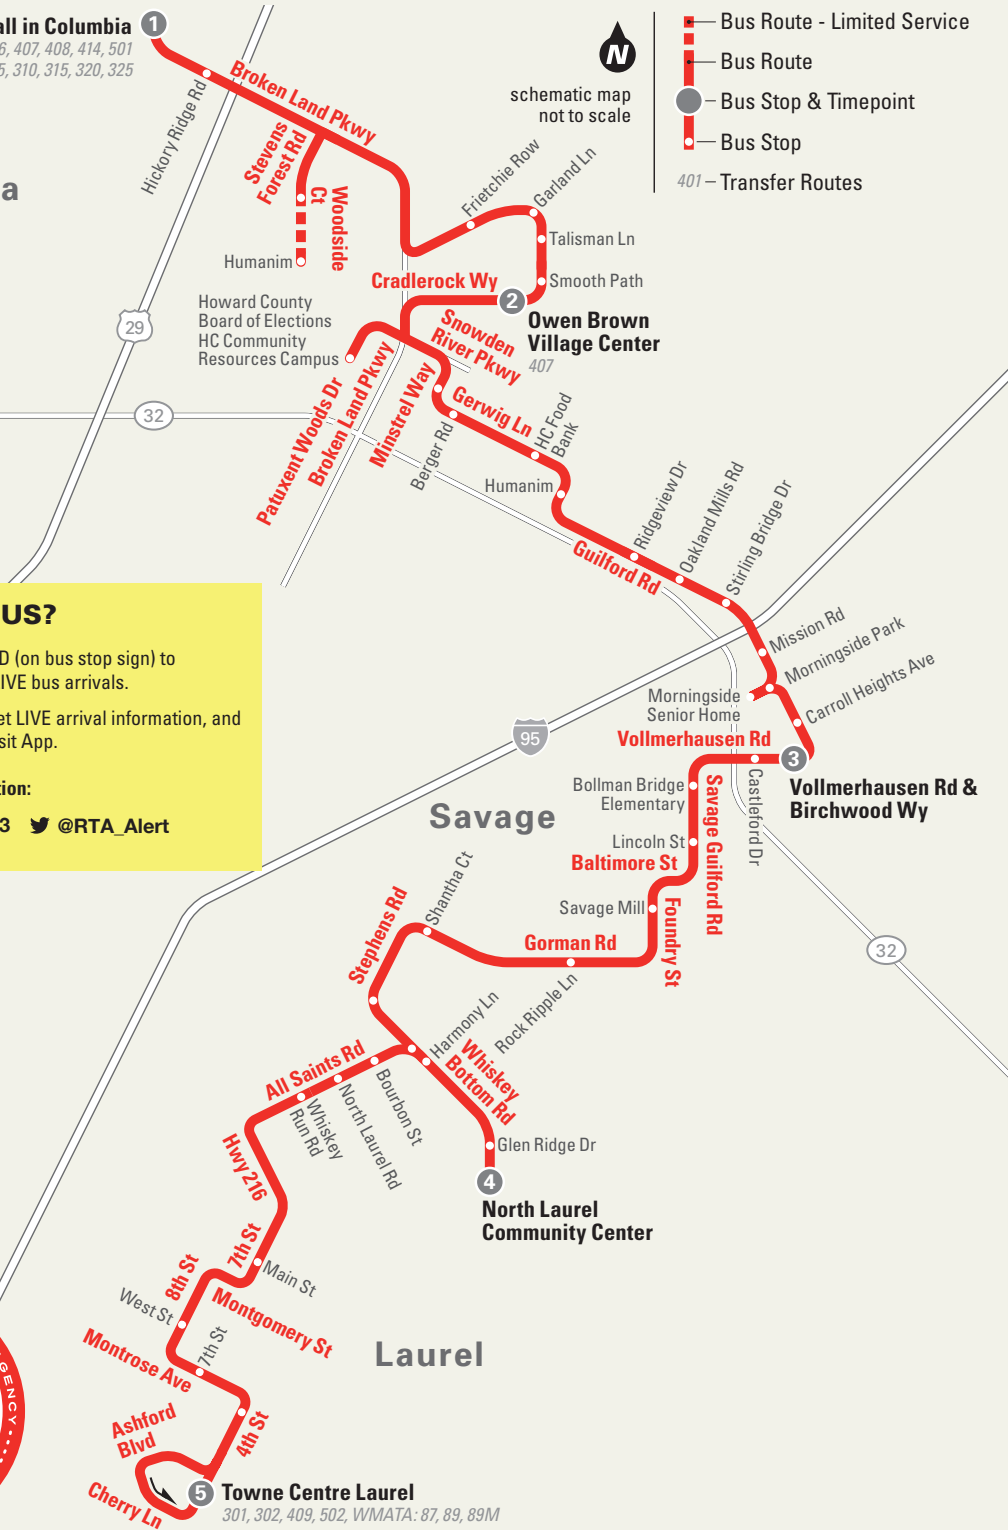 all in Columbia
1
6, 407, 408, 414, 501
5, 310, 315, 320, 325
Bus Route - Limited Service
Bus Route
Bus Stop & Timepoint
Bus Stop
401 – Transfer Routes
N
schematic map
not to scale
Broken Land Pkwy
Hickory Ridge Rd
Stevens
Forest Rd
Woodside
Ct
Humanim
a
Frietchie Row
Garland Ln
Talisman Ln
Smooth Path
Cradlerock Wy
2
Owen Brown
Village Center
407
Howard County
Board of Elections
HC Community
Resources Campus
29
32
Snowden
River Pkwy
Patuxent Woods Dr
Broken Land Pkwy
Minstrel Way
Gerwig Ln
Berger Rd
HC Food
Bank
Humanim
Guilford Rd
Ridgeview Dr
Oakland Mills Rd
Stirling Bridge Dr
Mission Rd
Morningside Park
Carroll Heights Ave
Morningside
Senior Home
US?
D (on bus stop sign) to
IVE bus arrivals.
et LIVE arrival information, and
sit App.
tion:
3 @RTA_Alert
95
Vollmerhausen Rd
3
Vollmerhausen Rd &
Birchwood Wy
Castleford Dr
Bollman Bridge
Elementary
Savage
Lincoln St
Savage Guilford Rd
Baltimore St
Savage Mill
Foundry St
Shantha Ct
Stephens Rd
Gorman Rd
Rock Ripple Ln
32
Harmony Ln
Whiskey
Bottom Rd
All Saints Rd
Bourbon St
North Laurel Rd
Whiskey
Run Rd
Glen Ridge Dr
4
North Laurel
Community Center
Hwy 216
7th St
Main St
8th St
Montgomery St
West St
7th St
Montrose Ave
Laurel
4th St
Ashford
Blvd
Cherry Ln
5
Towne Centre Laurel
301, 302, 409, 502, WMATA: 87, 89, 89M
GENCY